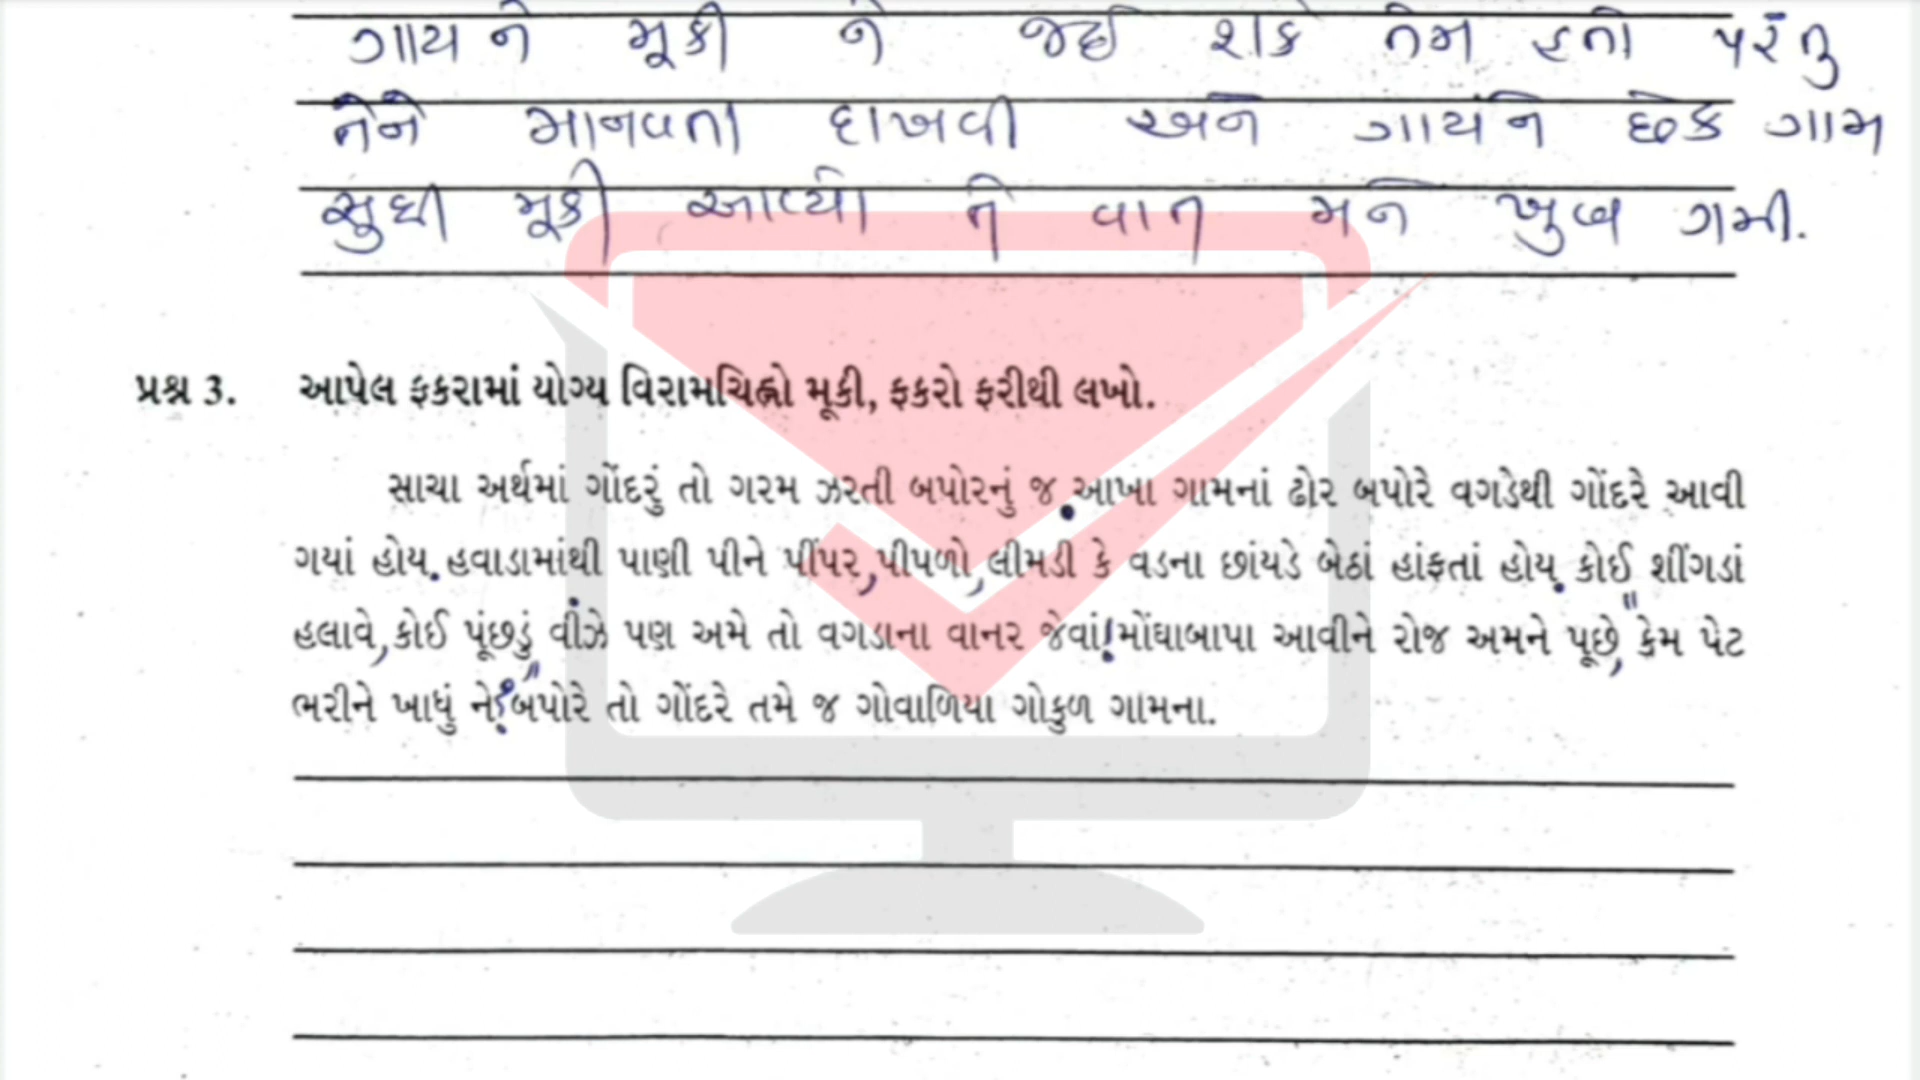 ગાય ને મૂકી ને જઈ શકે તેમ હતો પરંતુ
તેને માનવતા દાખવી અને ગાયને છેક ગામ
સુધી મૂકી આવ્યો તે વાત મને ખુબ ગમી.
પ્રશ્ન 3. આપેલ ફકરામાં યોગ્ય વિરામચિહ્નો મૂકી, ફકરો ફરીથી લખો.
સાચા અર્થમાં ગોંદરું તો ગરમ ઝરતી બપોરનું જ. આખા ગામનાં ઢોર બપોરે વગડેથી ગોંદરે આવી
ગયાં હોય. હવાડામાંથી પાણી પીને પીંપર, પીપળો, લીમડી કે વડના છાંયડે બેઠાં હાંફતાં હોય. કોઈ શીંગડાં
હલાવે, કોઈ પૂંછડું વીંઝે પણ અમે તો વગડાના વાનર જેવાં! મોંઘાબાપા આવીને રોજ અમને પૂછે, "કેમ પેટ
ભરીને ખાધું ને?" બપોરે તો ગોંદરે તમે જ ગોવાળિયા ગોકુળ ગામના.